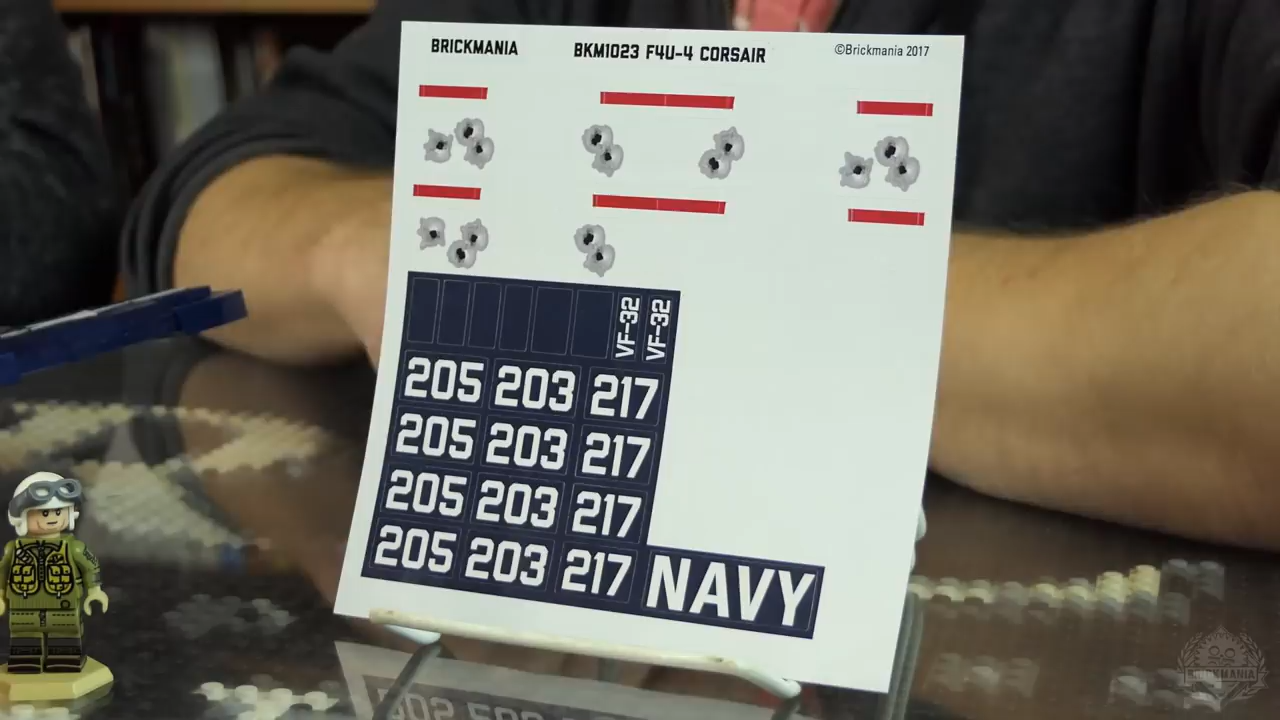 BRICKMANIA BKM1023 F4U-4 CORSAIR ©Brickmania 2017
VF-32 VF-32
205 203 217
205 203 217
205 203 217
205 203 217 NAVY
BRICKMANIA